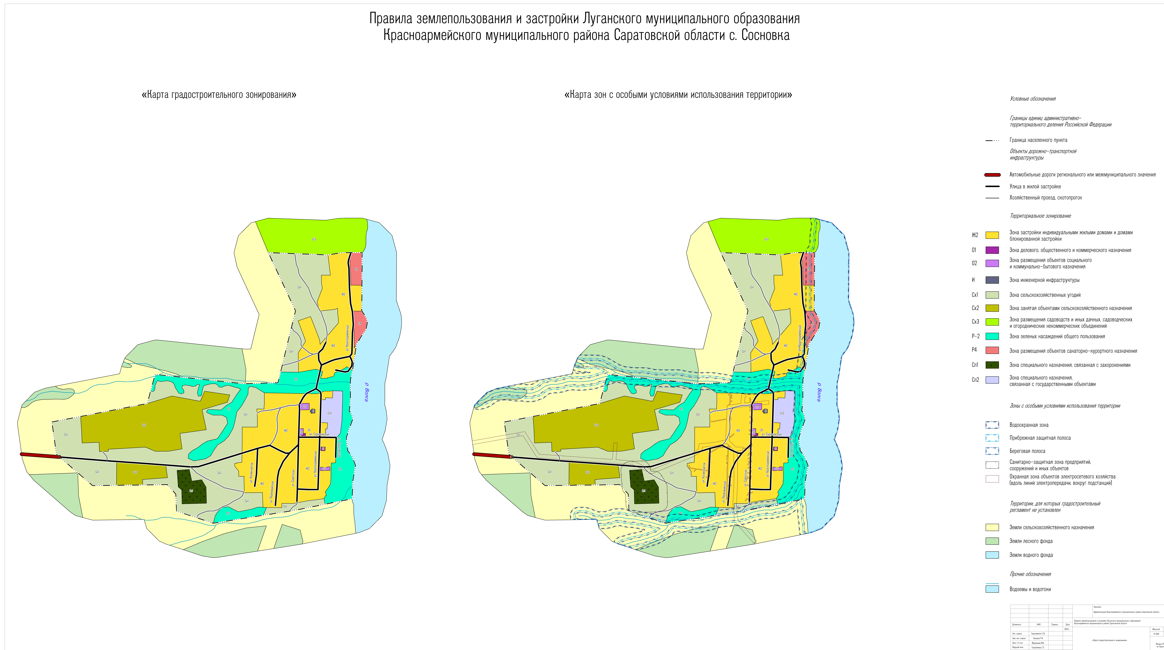 Правила землепользования и застройки Луганского муниципального образования
Красноармейского муниципального района Саратовской области с. Сосновка
«Карта градостроительного зонирования»
«Карта зон с особыми условиями использования территории»
р. Волга
р. Волга
Условные обозначения
Границы единиц административно-
территориального деления Российской Федерации
Граница населенного пункта
Объекты дорожно-транспортной
инфраструктуры
Автомобильные дороги регионального или межмуниципального значения
Улица в жилой застройке
Хозяйственный проезд, скотопрогон
Территориальное зонирование
Ж2 Зона застройки индивидуальными жилыми домами и домами
блокированной застройки
О1 Зона делового, общественного и коммерческого назначения
О2 Зона размещения объектов социального
и коммунально-бытового назначения
И Зона инженерной инфраструктуры
Сх1 Зона сельскохозяйственных угодий
Сх2 Зона занятая объектами сельскохозяйственного назначения
Сх3 Зона размещения садоводств и иных дачных, садоводческих
и огороднических некоммерческих объединений
Р-2 Зона зеленых насаждений общего пользования
Р4 Зона размещения объектов санаторно-курортного назначения
Сп1 Зона специального назначения, связанная с захоронениями
Сп2 Зона специального назначения,
связанная с государственными объектами
Зоны с особыми условиями использования территории
Водоохранная зона
Прибрежная защитная полоса
Береговая полоса
Санитарно-защитная зона предприятия,
сооружения и иных объектов
Охранная зона объектов электросетевого хозяйства
(вдоль линии электропередачи, вокруг подстанций)
Территории, для которых градостроительный
регламент не установлен
Земли сельскохозяйственного назначения
Земли лесного фонда
Земли водного фонда
Прочие обозначения
Водоемы и водотоки